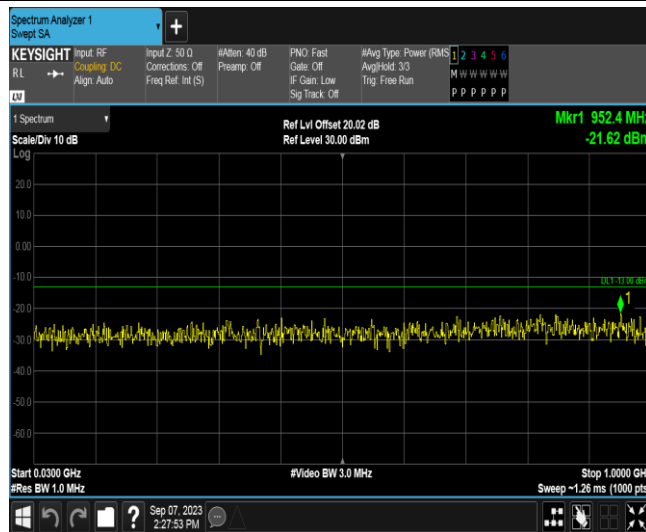 Spectrum Analyzer 1
Swept SA
+
KEYSIGHT
RL
Input: RF
Coupling: DC
Align: Auto
Input Z: 50 Ω
Corrections: Off
Freq Ref: Int (S)
#Atten: 40 dB
Preamp: Off
PNO: Fast
Gate: Off
IF Gain: Low
Sig Track: Off
#Avg Type: Power (RMS
Avg|Hold: 3/3
Trig: Free Run
1 2 3 4 5 6
M W W W W W
P P P P P P
LXI
1 Spectrum
Scale/Div 10 dB
Ref Lvl Offset 20.02 dB
Ref Level 30.00 dBm
Mkr1 952.4 MHz
-21.62 dBm
Log
20.0
10.0
0.00
-10.0
DL1 -13.00 dBm
1
-20.0
-30.0
-40.0
-50.0
-60.0
Start 0.0300 GHz
#Video BW 3.0 MHz
Stop 1.0000 GHz
#Res BW 1.0 MHz
Sweep ~1.26 ms (1000 pts)
?
Sep 07, 2023
2:27:53 PM